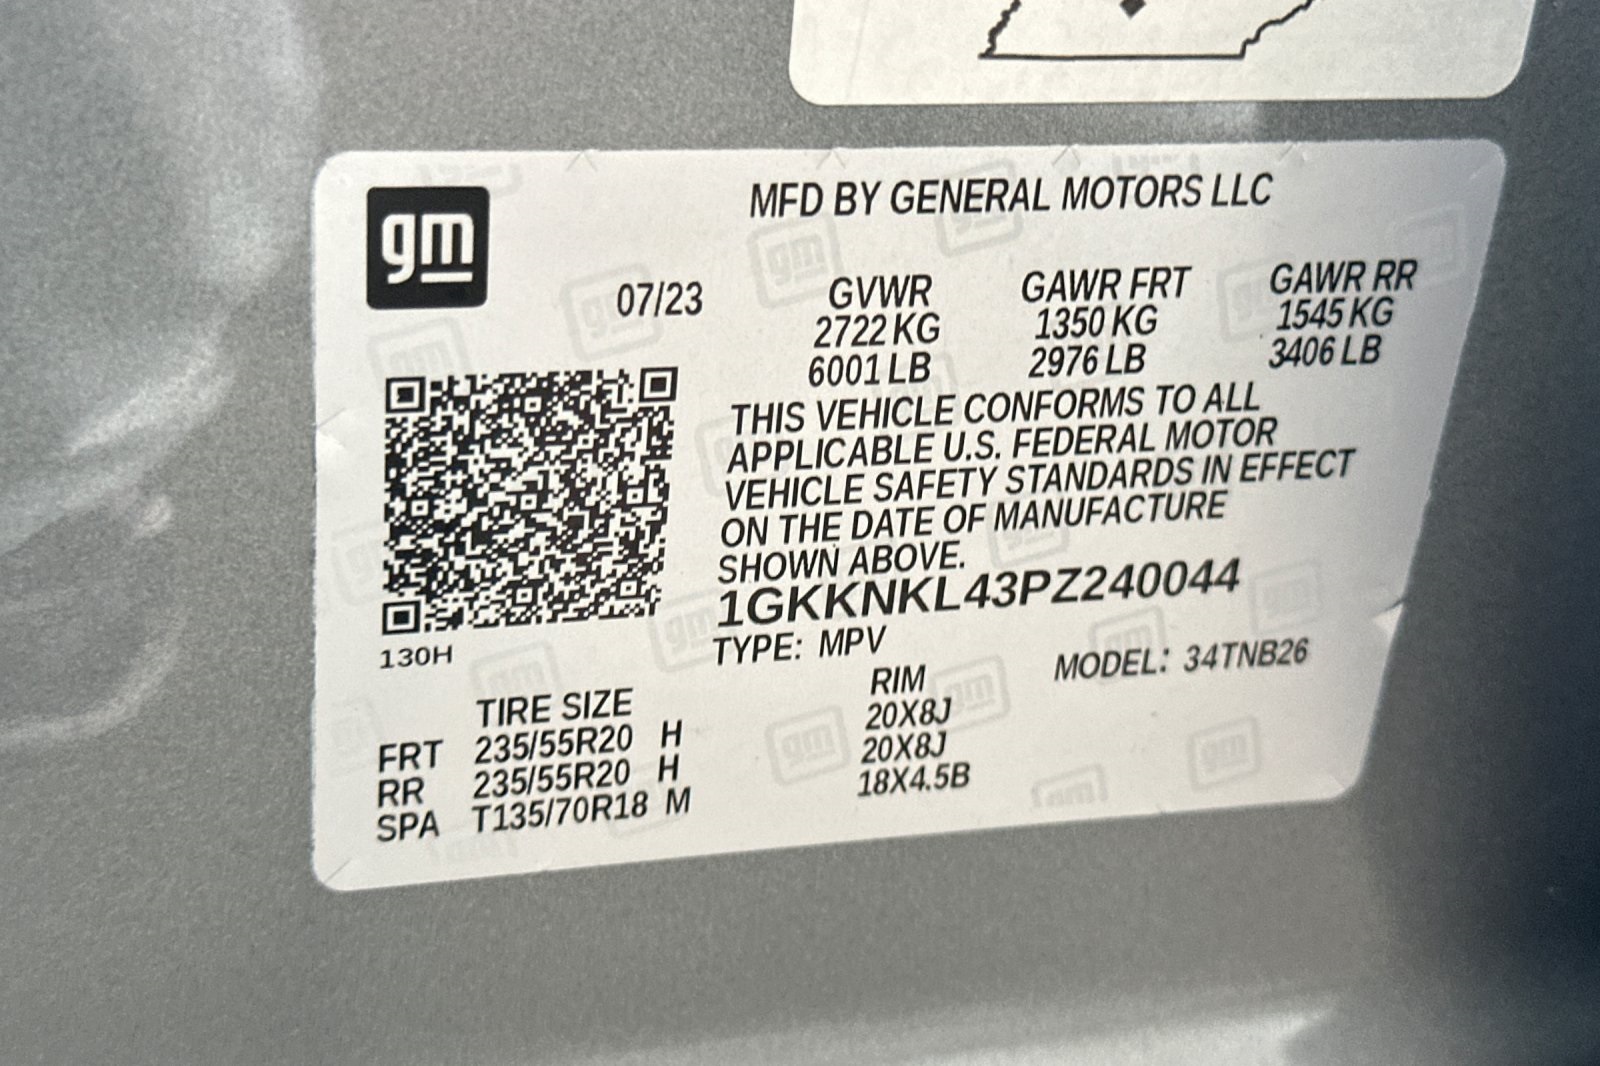 gm
MFD BY GENERAL MOTORS LLC
07/23 GVWR GAWR FRT GAWR RR
2722 KG 1350 KG 1545 KG
6001 LB 2976 LB 3406 LB
THIS VEHICLE CONFORMS TO ALL
APPLICABLE U.S. FEDERAL MOTOR
VEHICLE SAFETY STANDARDS IN EFFECT
ON THE DATE OF MANUFACTURE
SHOWN ABOVE.
1GKKNKL43PZ240044
130H
TYPE: MPV MODEL: 34TNB26
TIRE SIZE RIM
FRT 235/55R20 H 20X8J
RR 235/55R20 H 20X8J
SPA T135/70R18 M 18X4.5B